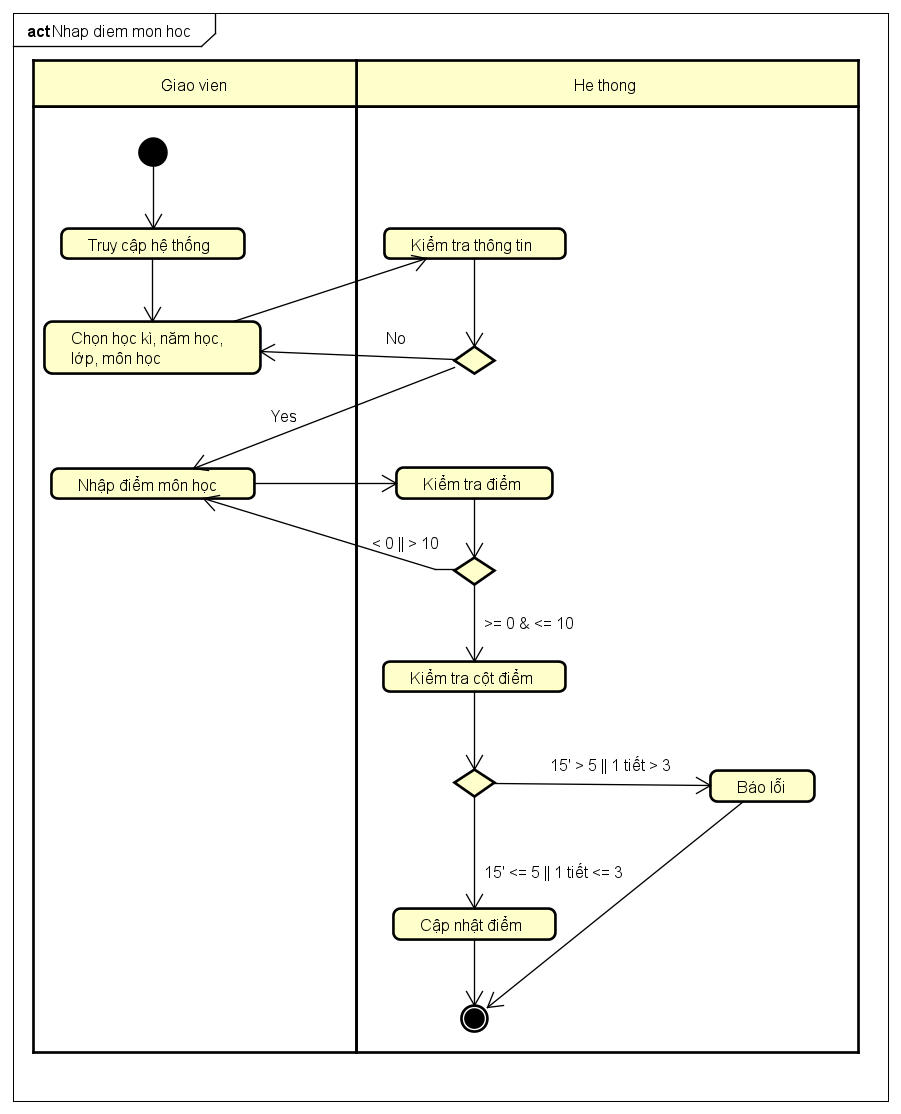 act Nhap diem mon hoc
Giao vien
He thong
Truy cập hệ thống
Kiểm tra thông tin
Chọn học kì, năm học,
lớp, môn học
No
Yes
Nhập điểm môn học
Kiểm tra điểm
< 0 || > 10
>= 0 & <= 10
Kiểm tra cột điểm
15' > 5 || 1 tiết > 3
Báo lỗi
15' <= 5 || 1 tiết <= 3
Cập nhật điểm